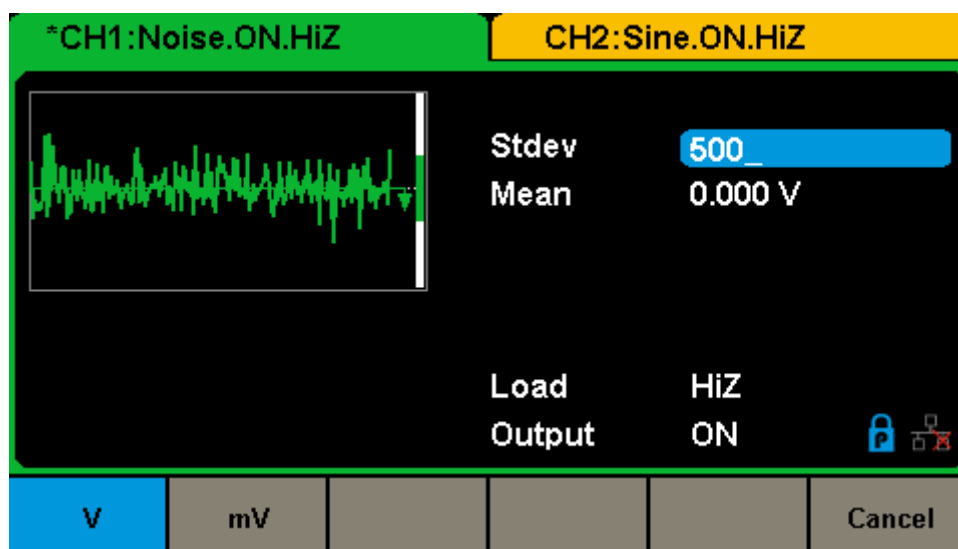 *CH1:Noise.ON.HiZ
CH2:Sine.ON.HiZ
Stdev 500_
Mean 0.000 V
Load HiZ
Output ON
P
V mV Cancel